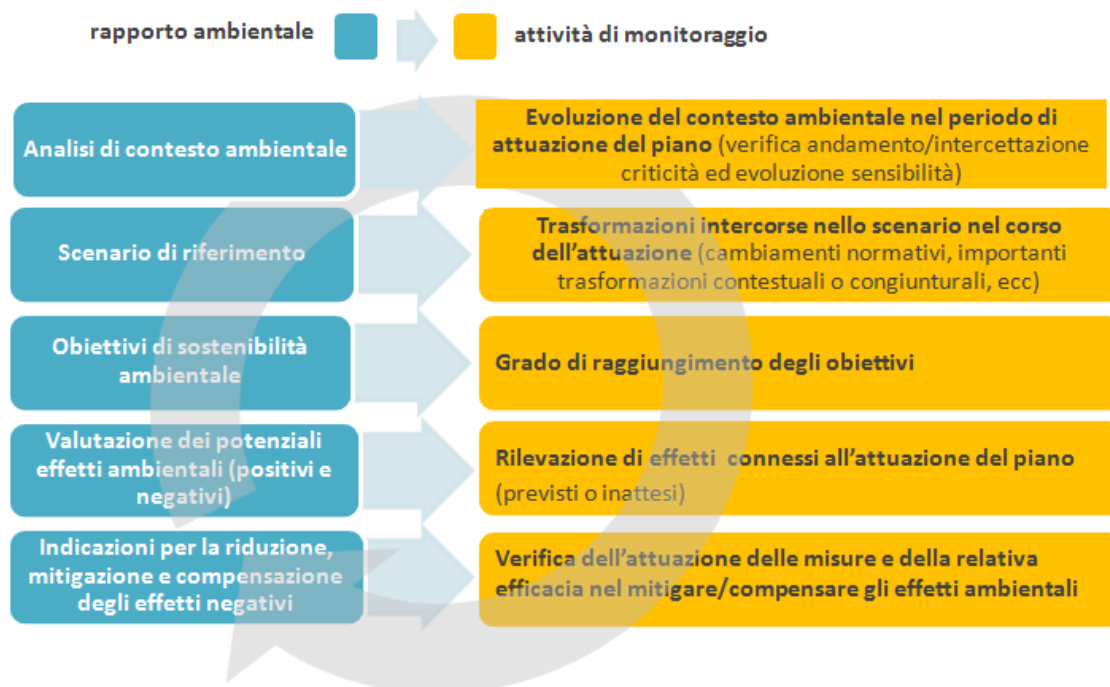 rapporto ambientale
attività di monitoraggio
Analisi di contesto ambientale
Evoluzione del contesto ambientale nel periodo di
attuazione del piano (verifica andamento/intercettazione
criticità ed evoluzione sensibilità)
Scenario di riferimento
Trasformazioni intercorse nello scenario nel corso
dell'attuazione (cambiamenti normativi, importanti
trasformazioni contestuali o congiunturali, ecc)
Obiettivi di sostenibilità
ambientale
Grado di raggiungimento degli obiettivi
Valutazione dei potenziali
effetti ambientali (positivi e
negativi)
Rilevazione di effetti connessi all'attuazione del piano
(previsti o inattesi)
Indicazioni per la riduzione,
mitigazione e compensazione
degli effetti negativi
Verifica dell'attuazione delle misure e della relativa
efficacia nel mitigare/compensare gli effetti ambientali